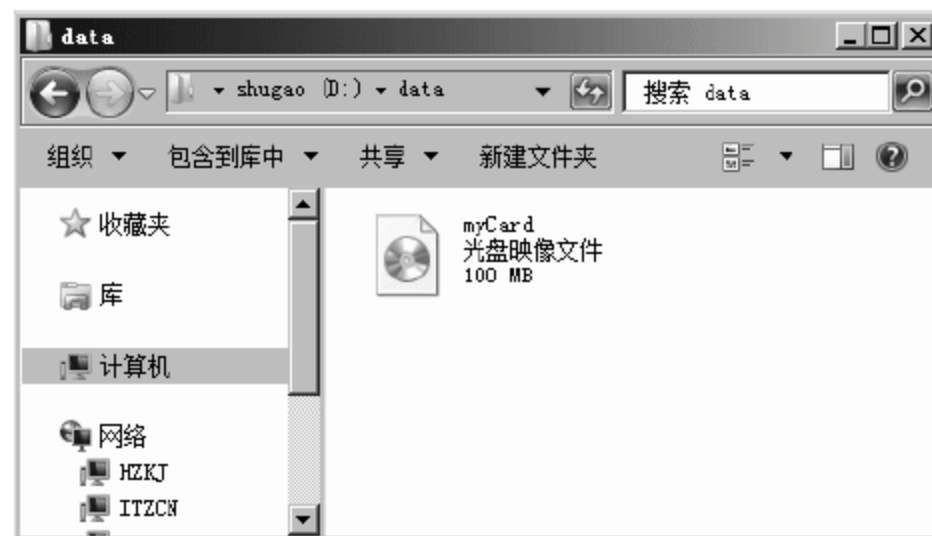 data
shugao (D:) data
搜索 data
组织 包含到库中 共享 新建文件夹
收藏夹
库
计算机
网络
HZKJ
ITZCN
myCard
光盘映像文件
100 MB